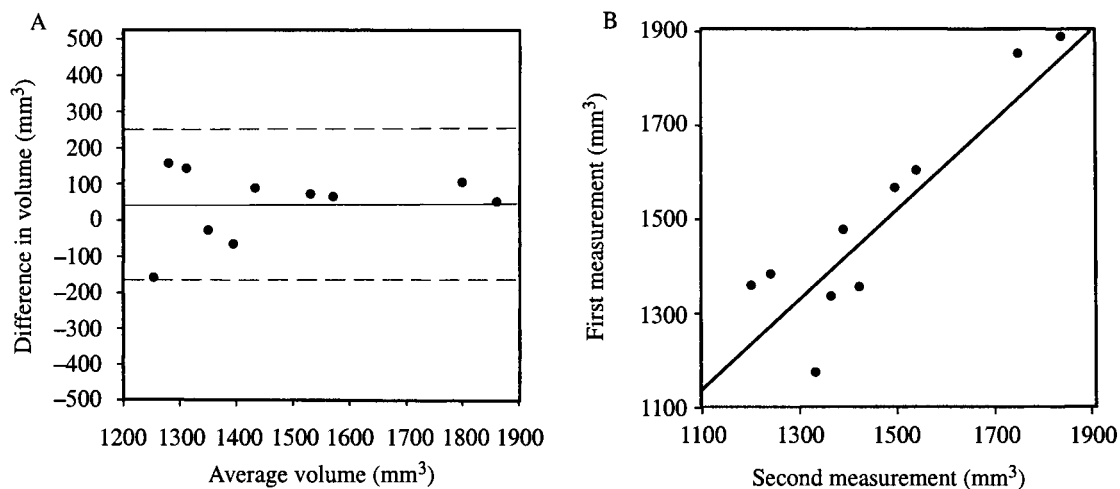 A
500
400
300
200
100
0
–100
–200
–300
–400
–500
Difference in volume (mm³)
1200 1300 1400 1500 1600 1700 1800 1900
Average volume (mm³)
B
1900
1700
1500
1300
1100
First measurement (mm³)
1100 1300 1500 1700 1900
Second measurement (mm³)